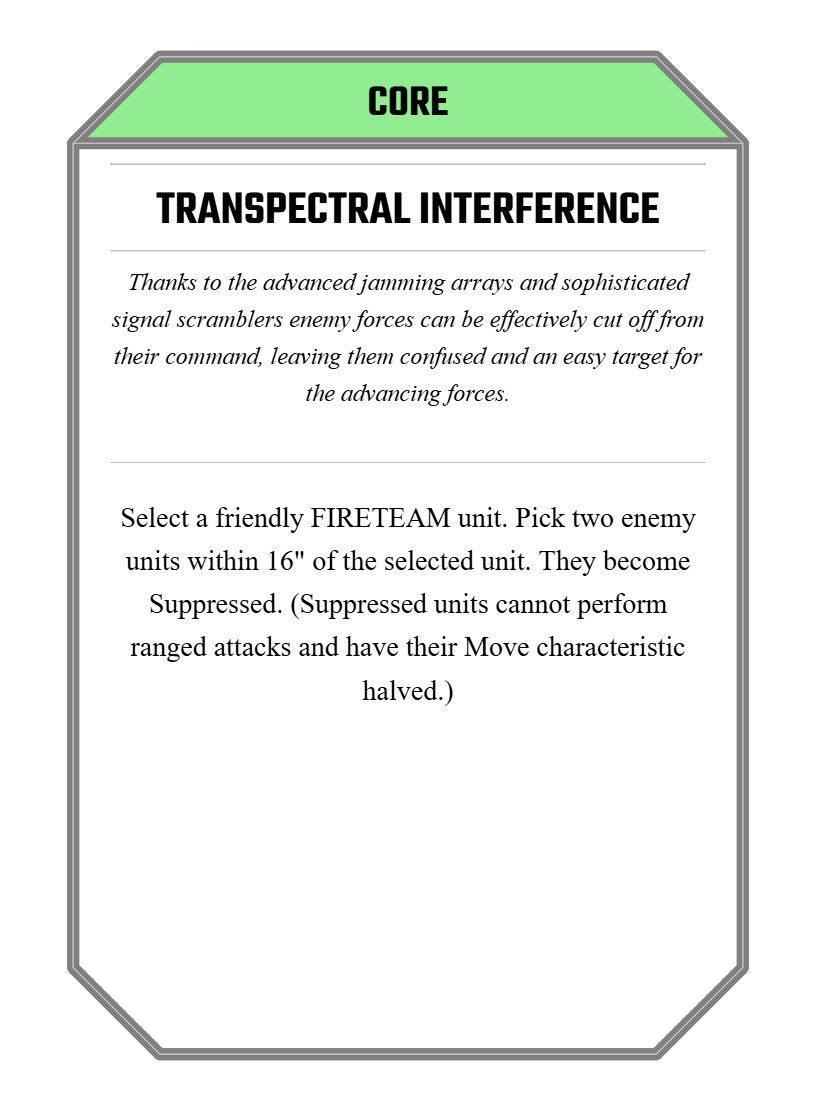 CORE
TRANSPECTRAL INTERFERENCE
Thanks to the advanced jamming arrays and sophisticated
signal scramblers enemy forces can be effectively cut off from
their command, leaving them confused and an easy target for
the advancing forces.
Select a friendly FIRETEAM unit. Pick two enemy
units within 16" of the selected unit. They become
Suppressed. (Suppressed units cannot perform
ranged attacks and have their Move characteristic
halved.)